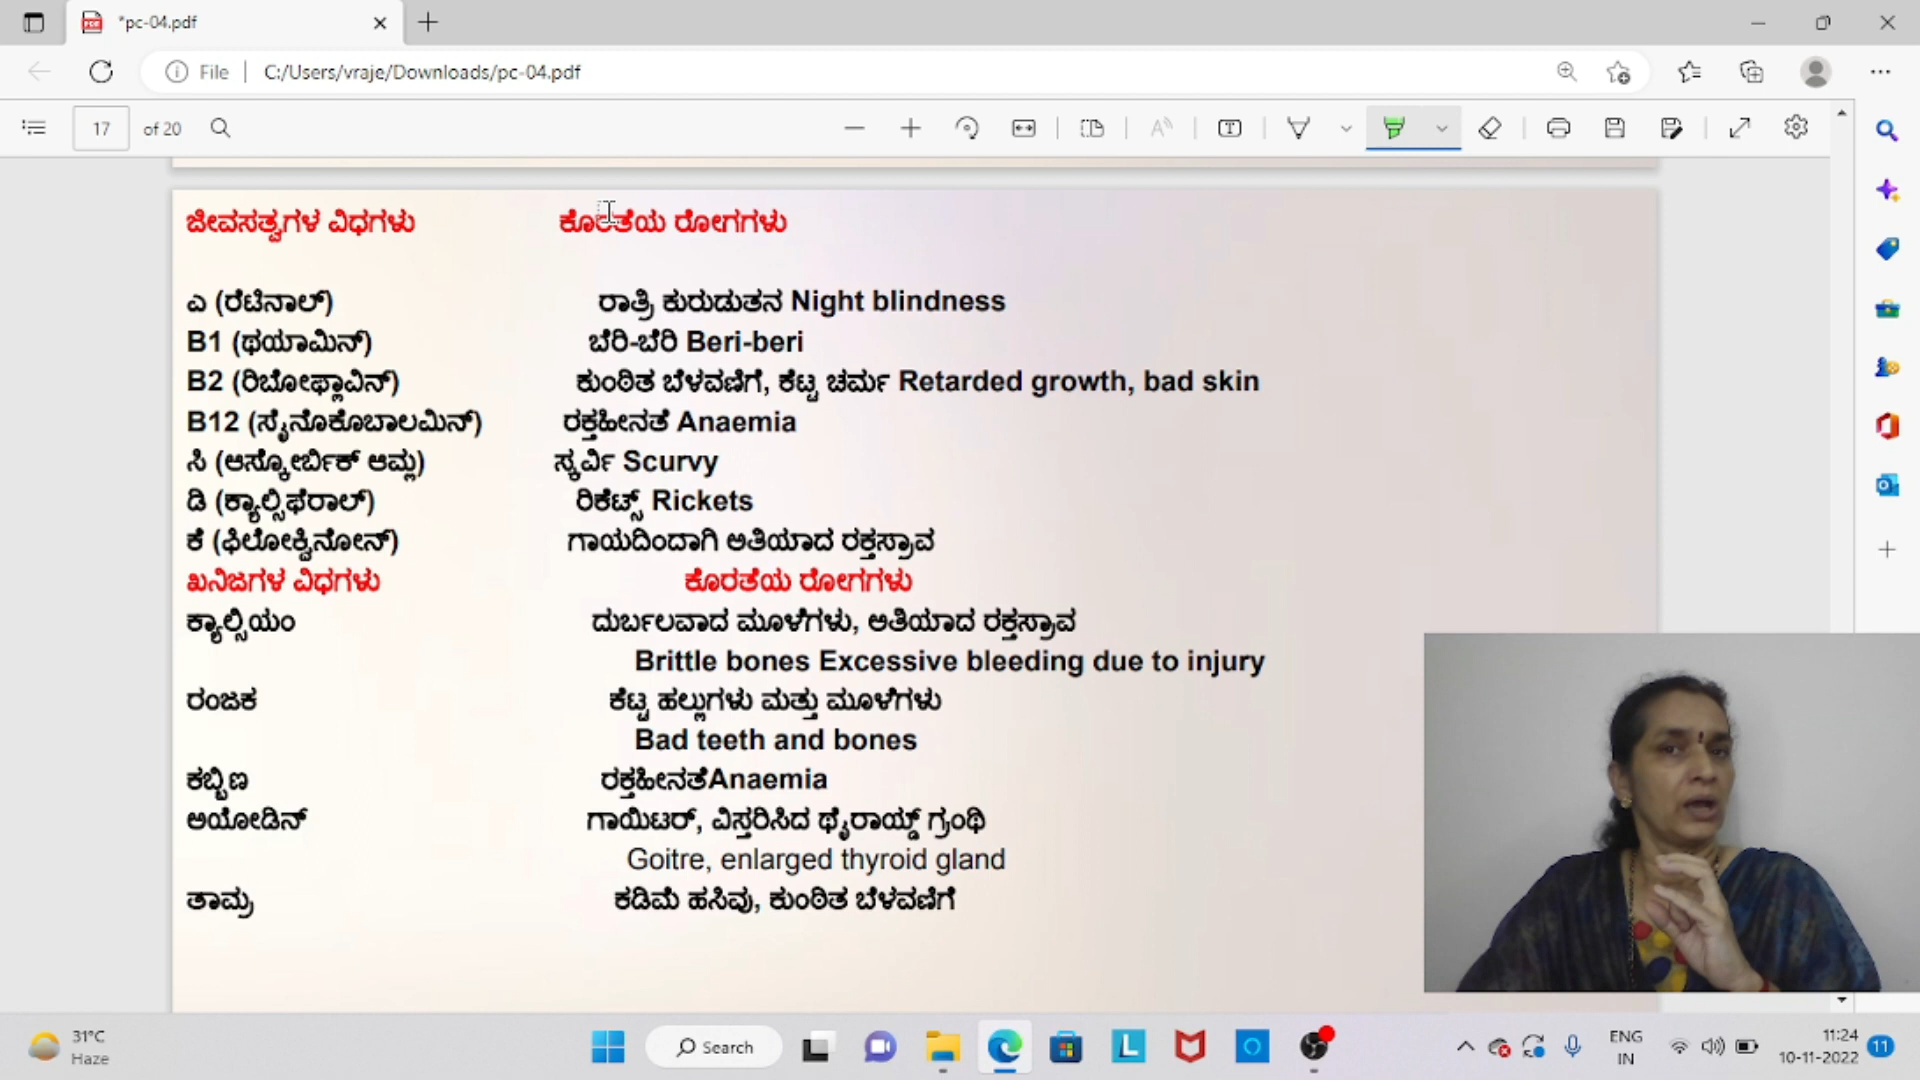 *pc-04.pdf
File C:/Users/vraje/Downloads/pc-04.pdf
17 of 20
ಜೀವಸತ್ವಗಳ ವಿಧಗಳು ಕೊರತೆಯ ರೋಗಗಳು
ಎ (ರೆಟಿನಾಲ್) ರಾತ್ರಿ ಕುರುಡುತನ Night blindness
B1 (ಥಯಾಮಿನ್) ಬೆರಿ-ಬೆರಿ Beri-beri
B2 (ರಿಬೋಫ್ಲಾವಿನ್) ಕುಂಠಿತ ಬೆಳವಣಿಗೆ, ಕೆಟ್ಟ ಚರ್ಮ Retarded growth, bad skin
B12 (ಸೈನೊಕೊಬಾಲಮಿನ್) ರಕ್ತಹೀನತೆ Anaemia
ಸಿ (ಆಸ್ಕೋರ್ಬಿಕ್ ಆಮ್ಲ) ಸ್ಕರ್ವಿ Scurvy
ಡಿ (ಕ್ಯಾಲ್ಸಿಫೆರಾಲ್) ರಿಕೆಟ್ಸ್ Rickets
ಕೆ (ಫಿಲೋಕ್ವಿನೋನ್) ಗಾಯದಿಂದಾಗಿ ಅತಿಯಾದ ರಕ್ತಸ್ರಾವ
ಖನಿಜಗಳ ವಿಧಗಳು ಕೊರತೆಯ ರೋಗಗಳು
ಕ್ಯಾಲ್ಸಿಯಂ ದುರ್ಬಲವಾದ ಮೂಳೆಗಳು, ಅತಿಯಾದ ರಕ್ತಸ್ರಾವ
Brittle bones Excessive bleeding due to injury
ರಂಜಕ ಕೆಟ್ಟ ಹಲ್ಲುಗಳು ಮತ್ತು ಮೂಳೆಗಳು
Bad teeth and bones
ಕಬ್ಬಿಣ ರಕ್ತಹೀನತೆAnaemia
ಅಯೋಡಿನ್ ಗಾಯಿಟರ್, ವಿಸ್ತರಿಸಿದ ಥೈರಾಯ್ಡ್ ಗ್ರಂಥಿ
Goitre, enlarged thyroid gland
ತಾಮ್ರ ಕಡಿಮೆ ಹಸಿವು, ಕುಂಠಿತ ಬೆಳವಣಿಗೆ
31°C
Haze
Search
ENG
IN
11:24
10-11-2022
11